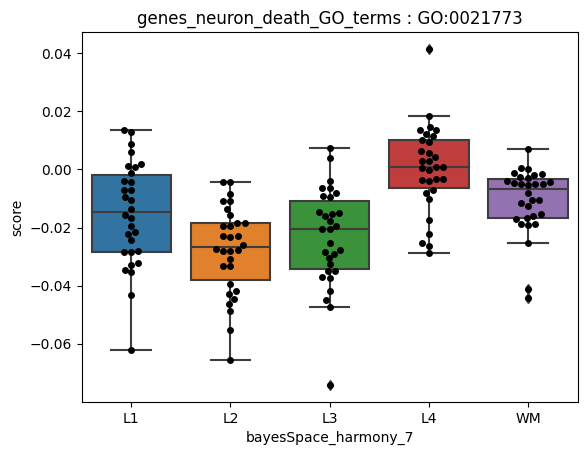 genes_neuron_death_GO_terms : GO:0021773
0.04
0.02
0.00
−0.02
−0.04
−0.06
score
L1 L2 L3 L4 WM
bayesSpace_harmony_7